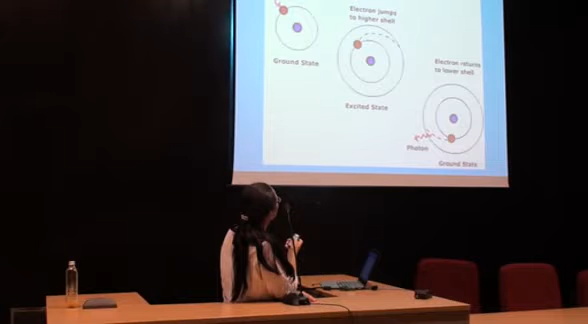 Ground State
Electron jumps
to higher shell
Excited State
Electron returns
to lower shell
Photon
Ground State